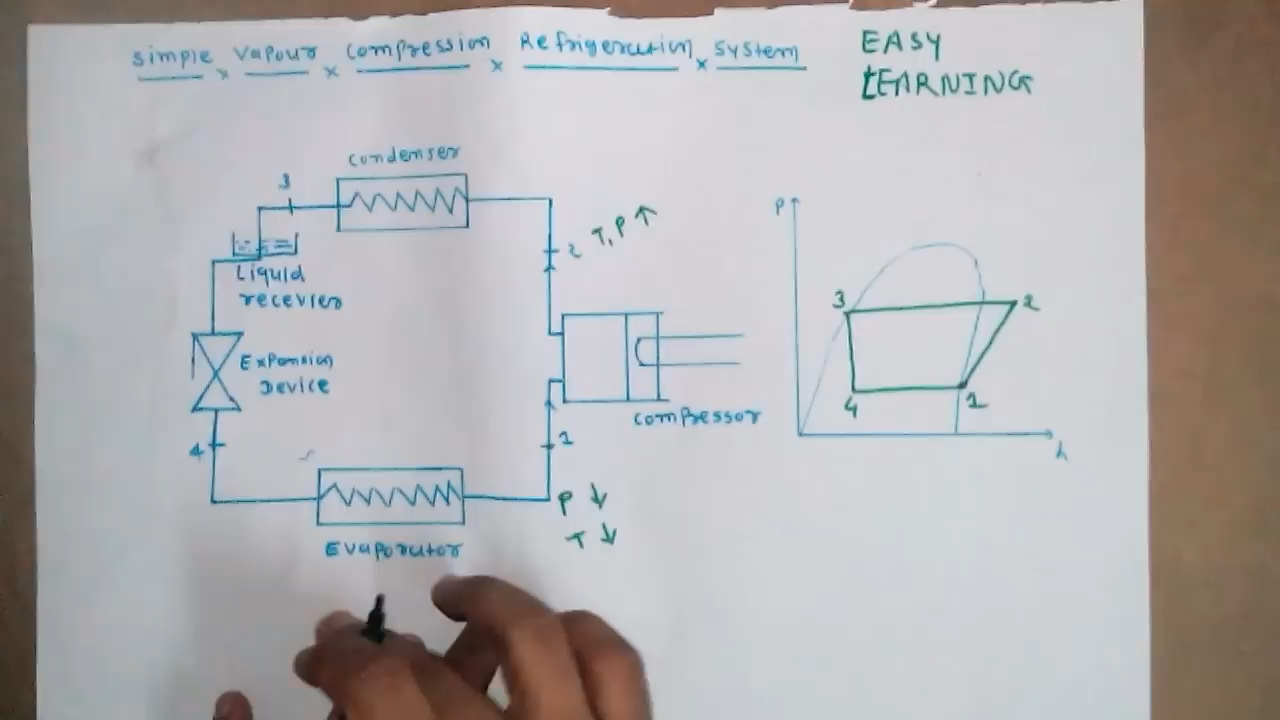 Simple Vapour Compression Refrigeration System
EASY
LEARNING
Condenser
3
2 T, P ↑
Liquid
recevier
Expansion
Device
compressor
4
1
P ↓
T ↓
Evaporator
P
3
2
4
1
h